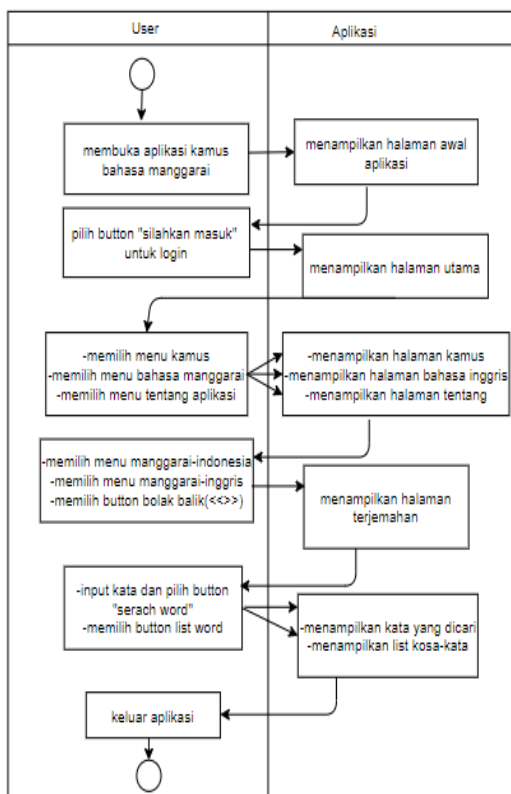 User
Aplikasi
membuka aplikasi kamus
bahasa manggarai
menampilkan halaman awal
aplikasi
pilih button "silahkan masuk"
untuk login
menampilkan halaman utama
-memilih menu kamus
-memilih menu bahasa manggarai
-memilih menu tentang aplikasi
-menampilkan halaman kamus
-menampilkan halaman bahasa inggris
-menampilkan halaman tentang
-memilih menu manggarai-indonesia
-memilih menu manggarai-inggris
-memilih button bolak balik(<<>>)
menampilkan halaman
terjemahan
-input kata dan pilih button
"serach word"
-memilih button list word
-menampilkan kata yang dicari
-menampilkan list kosa-kata
keluar aplikasi